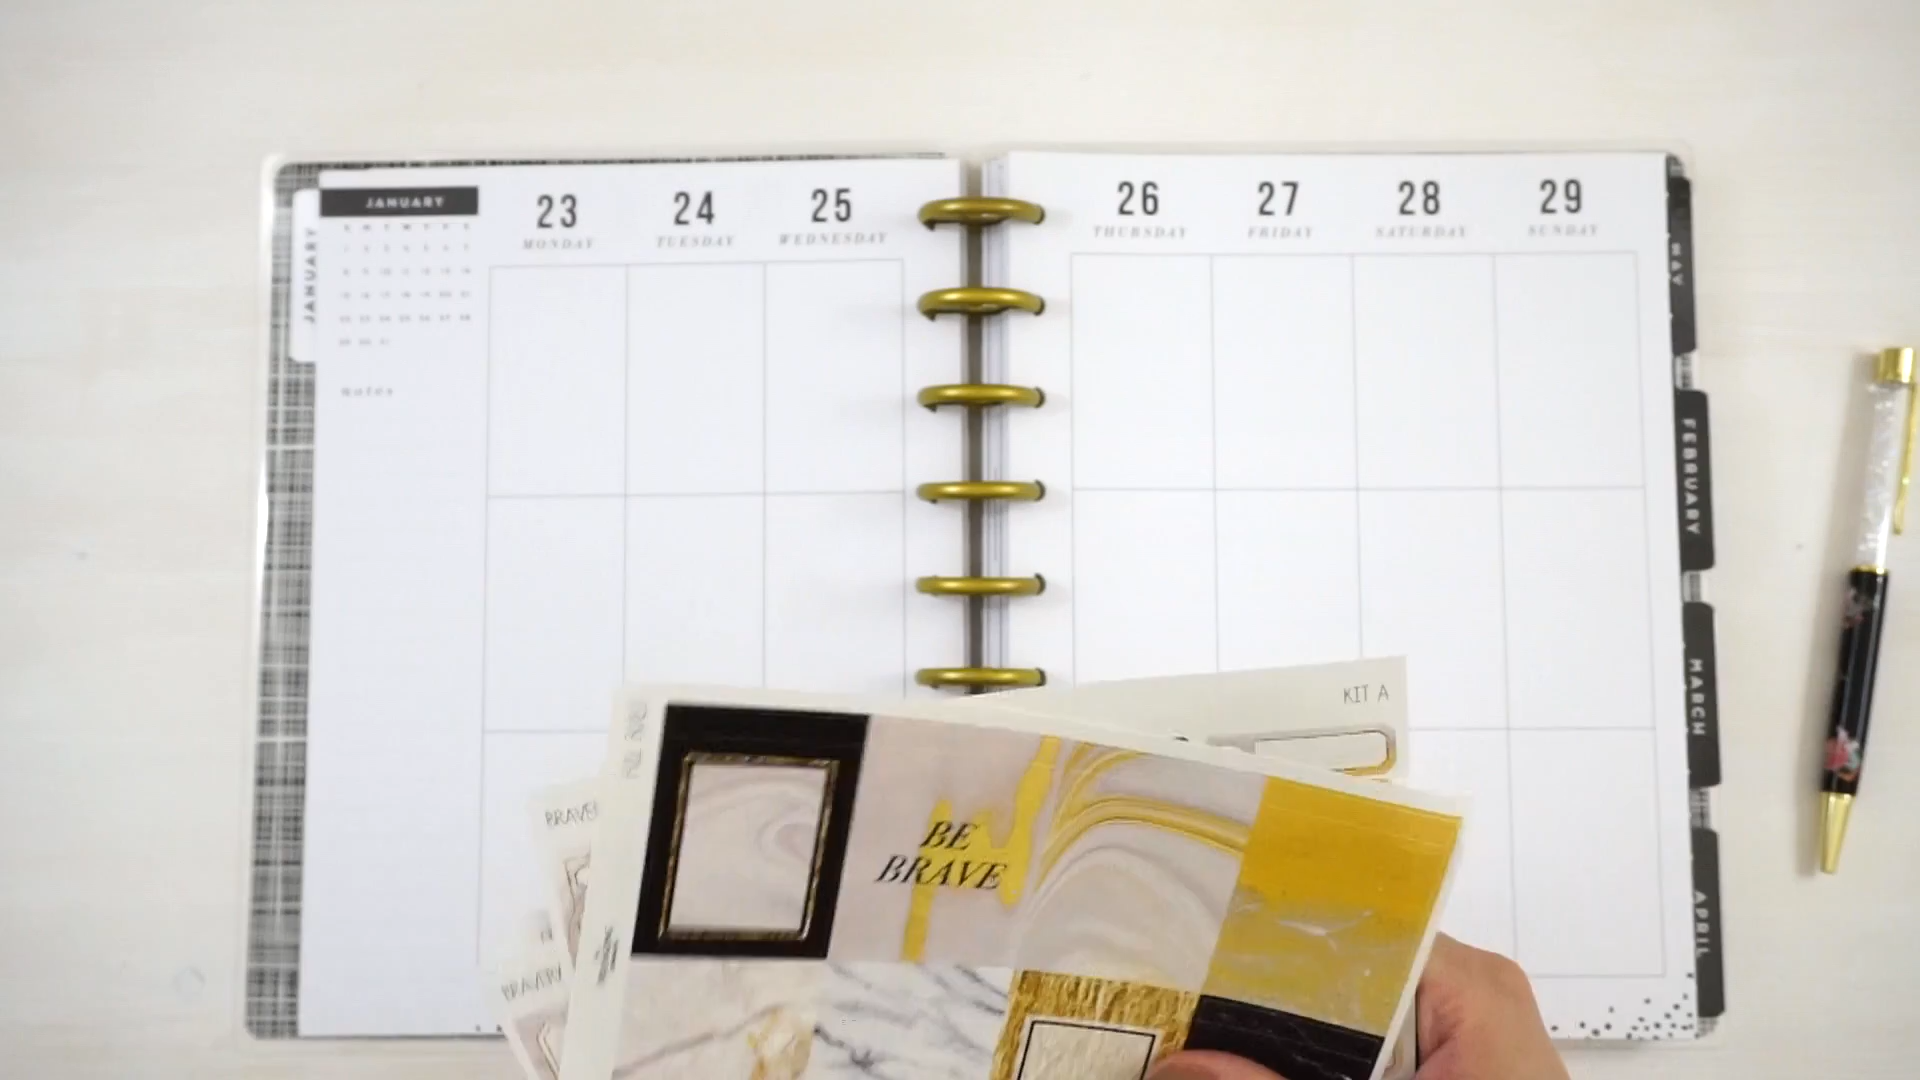 JANUARY
JANUARY
Notes
23
MONDAY
24
TUESDAY
25
WEDNESDAY
26
THURSDAY
27
FRIDAY
28
SATURDAY
29
SUNDAY
MAY
FEBRUARY
MARCH
APRIL
KIT A
BE
BRAVE
BRAVERY